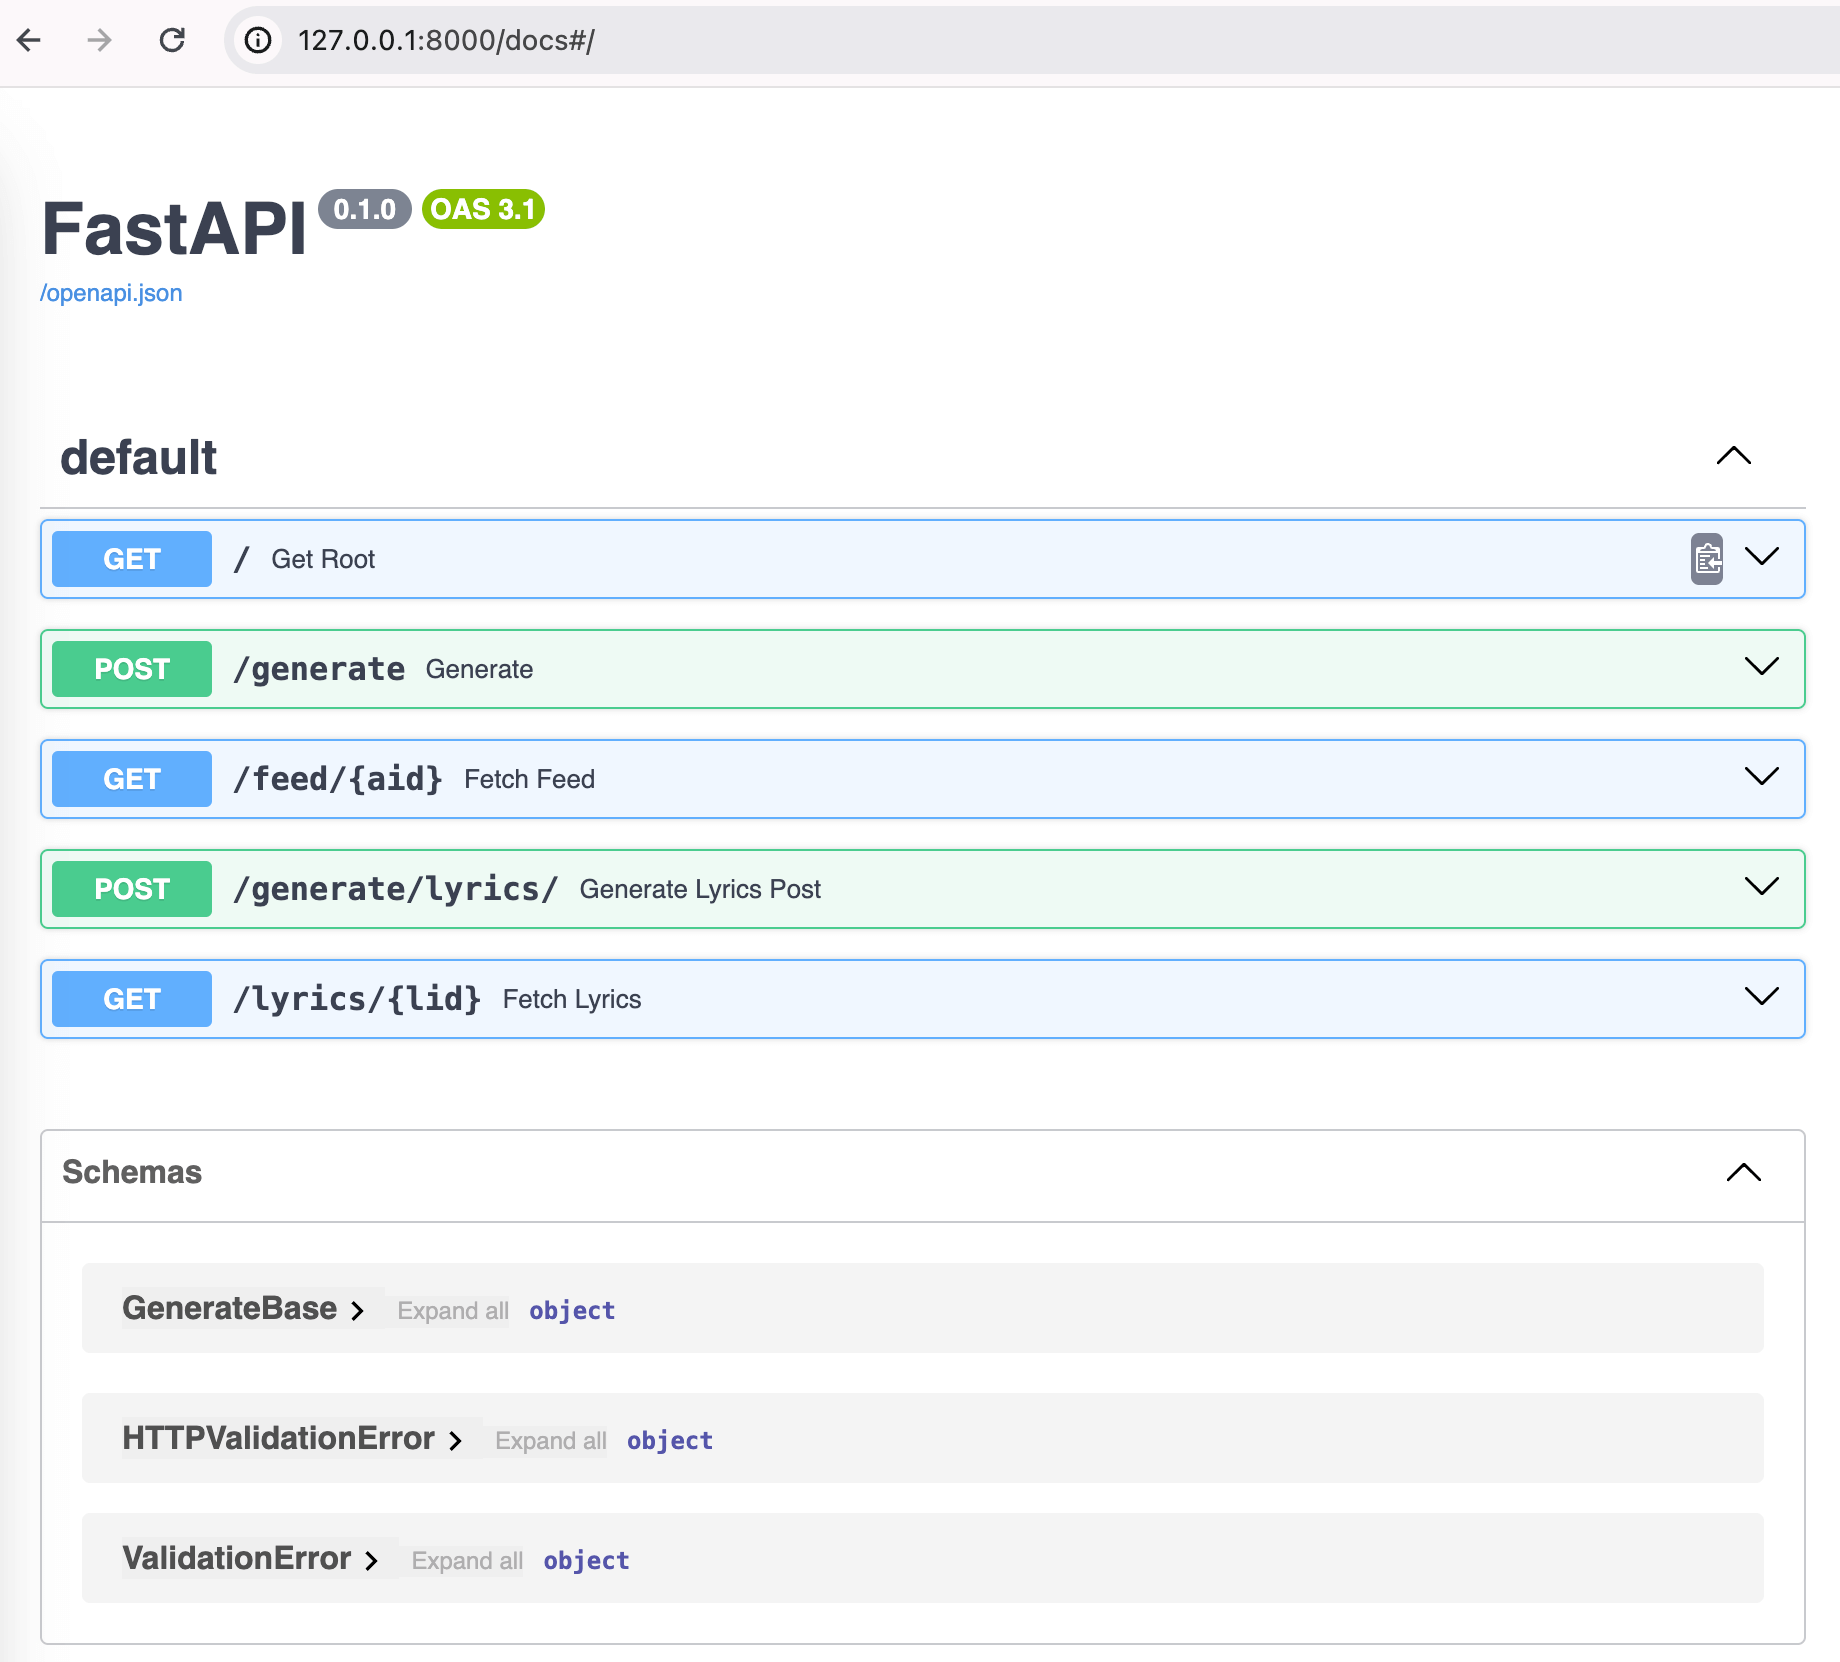 127.0.0.1:8000/docs#/
FastAPI 0.1.0 OAS 3.1
/openapi.json
default
GET / Get Root
POST /generate Generate
GET /feed/{aid} Fetch Feed
POST /generate/lyrics/ Generate Lyrics Post
GET /lyrics/{lid} Fetch Lyrics
Schemas
GenerateBase Expand all object
HTTPValidationError Expand all object
ValidationError Expand all object